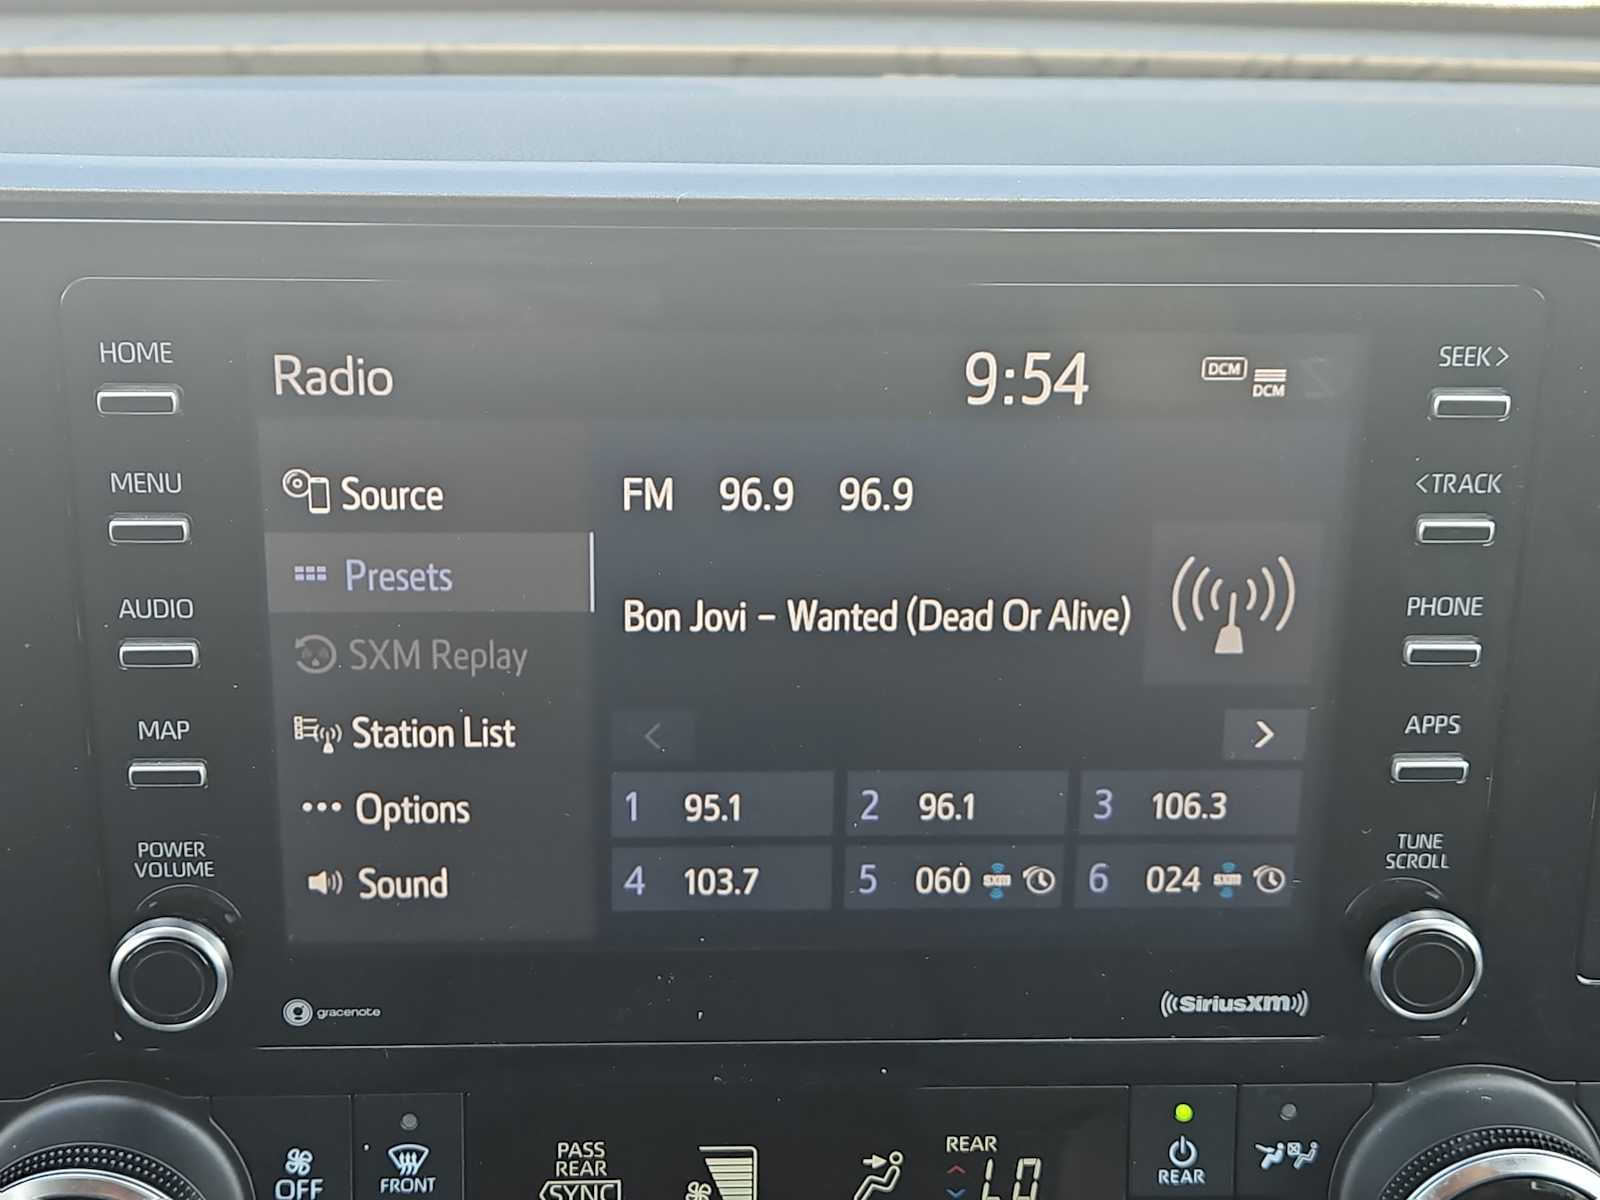 HOME
MENU
AUDIO
MAP
POWER
VOLUME
Radio
9:54
DCM
DCM
Source
Presets
SXM Replay
Station List
Options
Sound
FM 96.9 96.9
Bon Jovi – Wanted (Dead Or Alive)
<
>
1 95.1
2 96.1
3 106.3
4 103.7
5 060 SXM
6 024 SXM
gracenote
((SiriusXM))
SEEK >
< TRACK
PHONE
APPS
TUNE
SCROLL
OFF
FRONT
PASS
REAR
SYNC
REAR
LO
REAR